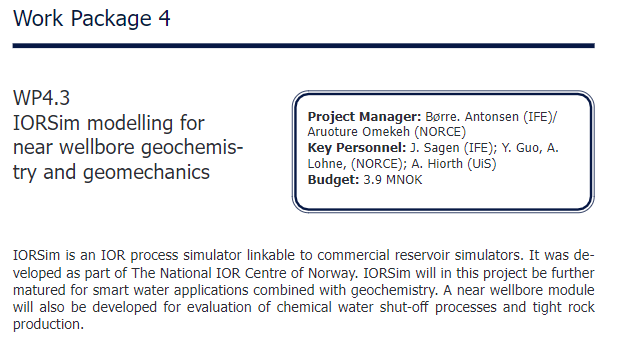 Work Package 4
WP4.3
IORSim modelling for
near wellbore geochemis-
try and geomechanics
Project Manager: Børre. Antonsen (IFE)/
Aruoture Omekeh (NORCE)
Key Personnel: J. Sagen (IFE); Y. Guo, A.
Lohne, (NORCE); A. Hiorth (UiS)
Budget: 3.9 MNOK
IORSim is an IOR process simulator linkable to commercial reservoir simulators. It was de-
veloped as part of The National IOR Centre of Norway. IORSim will in this project be further
matured for smart water applications combined with geochemistry. A near wellbore module
will also be developed for evaluation of chemical water shut-off processes and tight rock
production.